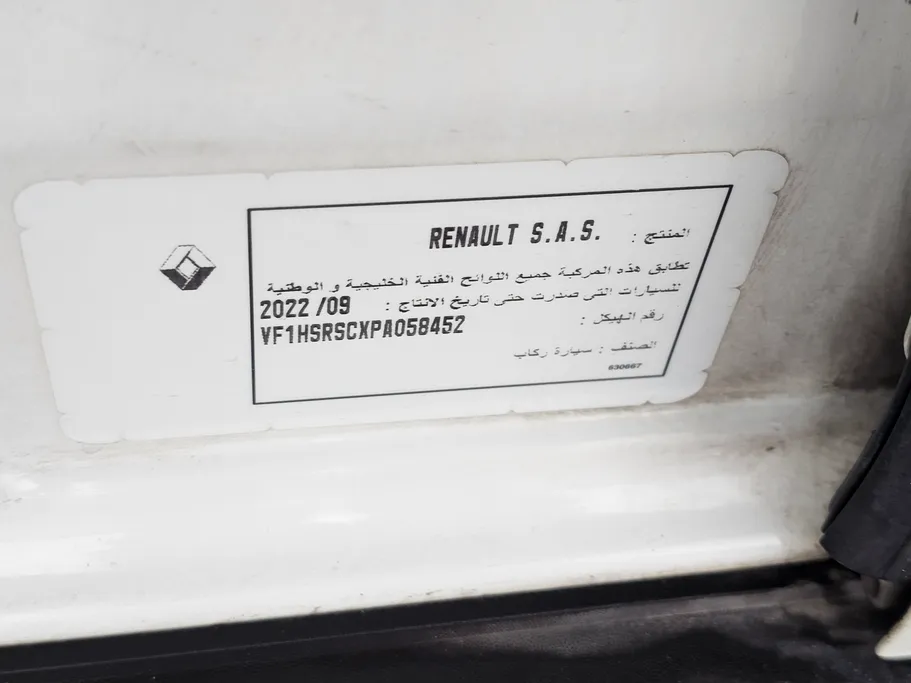 المنتج : RENAULT S.A.S.
تطابق هذه المركبة جميع اللوائح الفنية الخليجية و الوطنية
للسيارات التى صدرت حتى تاريخ الانتاج : 2022 /09
رقم الهيكل : VF1HSRSCXPA058452
الصنف : سيارة ركاب
630667